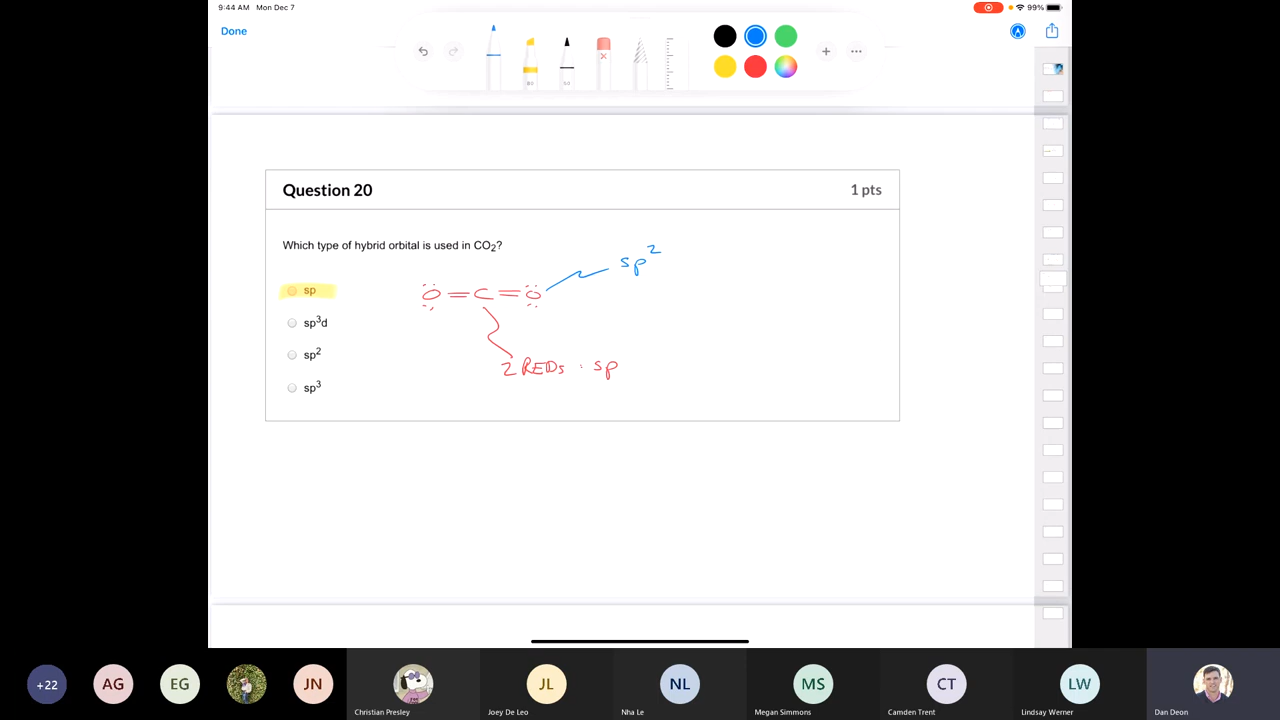 9:44 AM Mon Dec 7
99%
Done
80
50
Question 20
1 pts
Which type of hybrid orbital is used in CO₂?
sp²
sp
O = C = O
sp³d
sp²
2 REDs · sp
sp³
+22
AG
EG
JN
JL
NL
MS
CT
LW
Christian Presley
Joey De Leo
Nha Le
Megan Simmons
Camden Trent
Lindsay Werner
Dan Deon